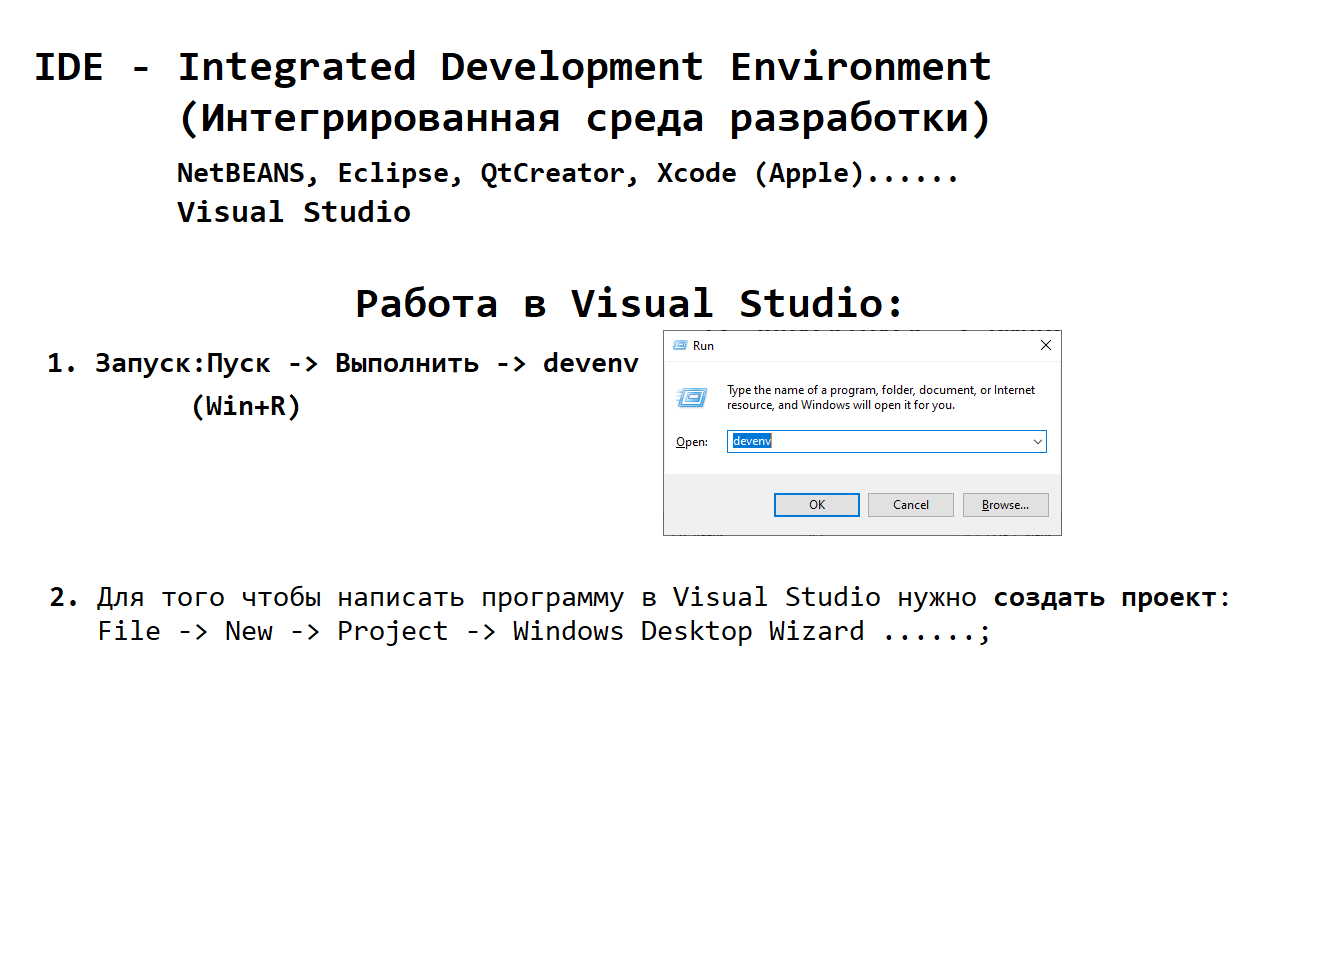 IDE - Integrated Development Environment
(Интегрированная среда разработки)
NetBEANS, Eclipse, QtCreator, Xcode (Apple)......
Visual Studio
Работа в Visual Studio:
1. Запуск:Пуск -> Выполнить -> devenv
(Win+R)
Run
Type the name of a program, folder, document, or Internet
resource, and Windows will open it for you.
Open: devenv
OK Cancel Browse...
2. Для того чтобы написать программу в Visual Studio нужно создать проект:
File -> New -> Project -> Windows Desktop Wizard ......;